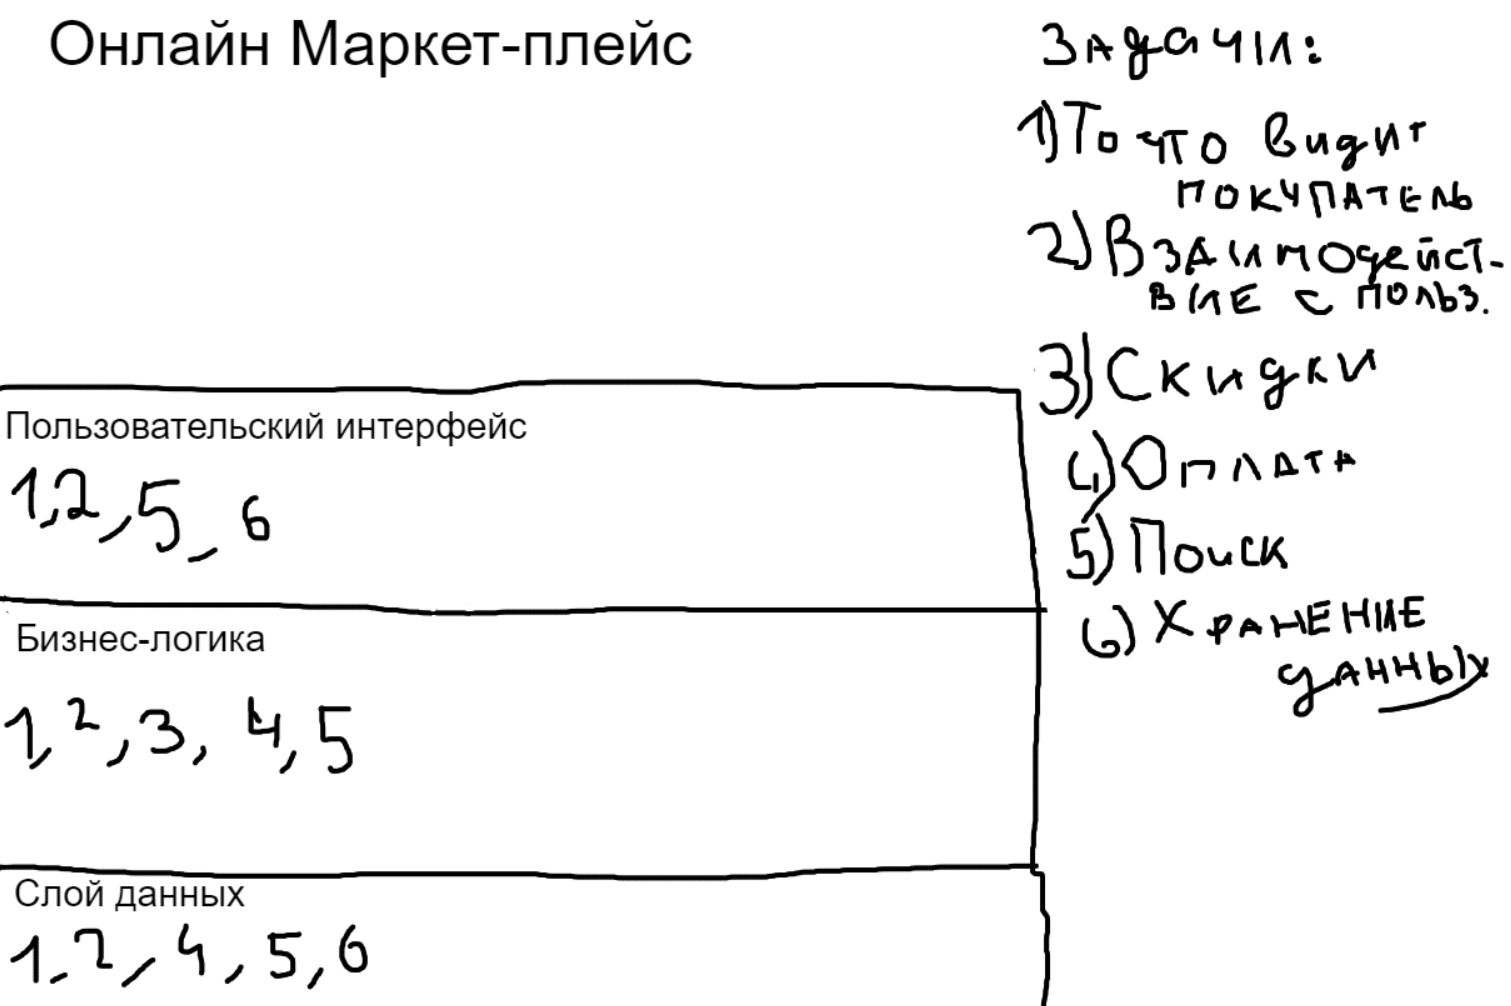 Онлайн Маркет-плейс
Задачи:
1) То что видит
покупатель
2) Взаимодейст-
вие с польз.
3) Скидки
4) Оплата
5) Поиск
6) Хранение
данных
Пользовательский интерфейс
1,2,5,6
Бизнес-логика
1,2,3,4,5
Слой данных
1,2,4,5,6